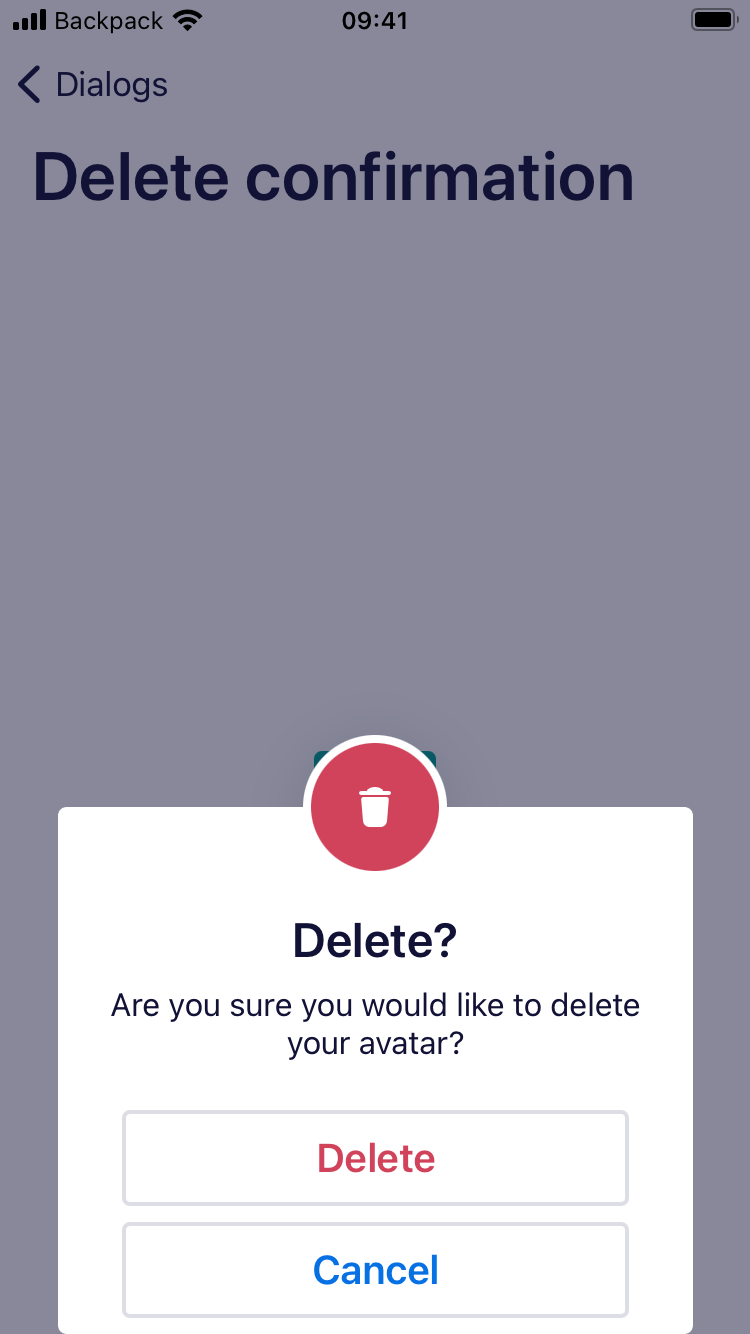 Backpack 09:41
Dialogs
Delete confirmation
Delete?
Are you sure you would like to delete
your avatar?
Delete
Cancel